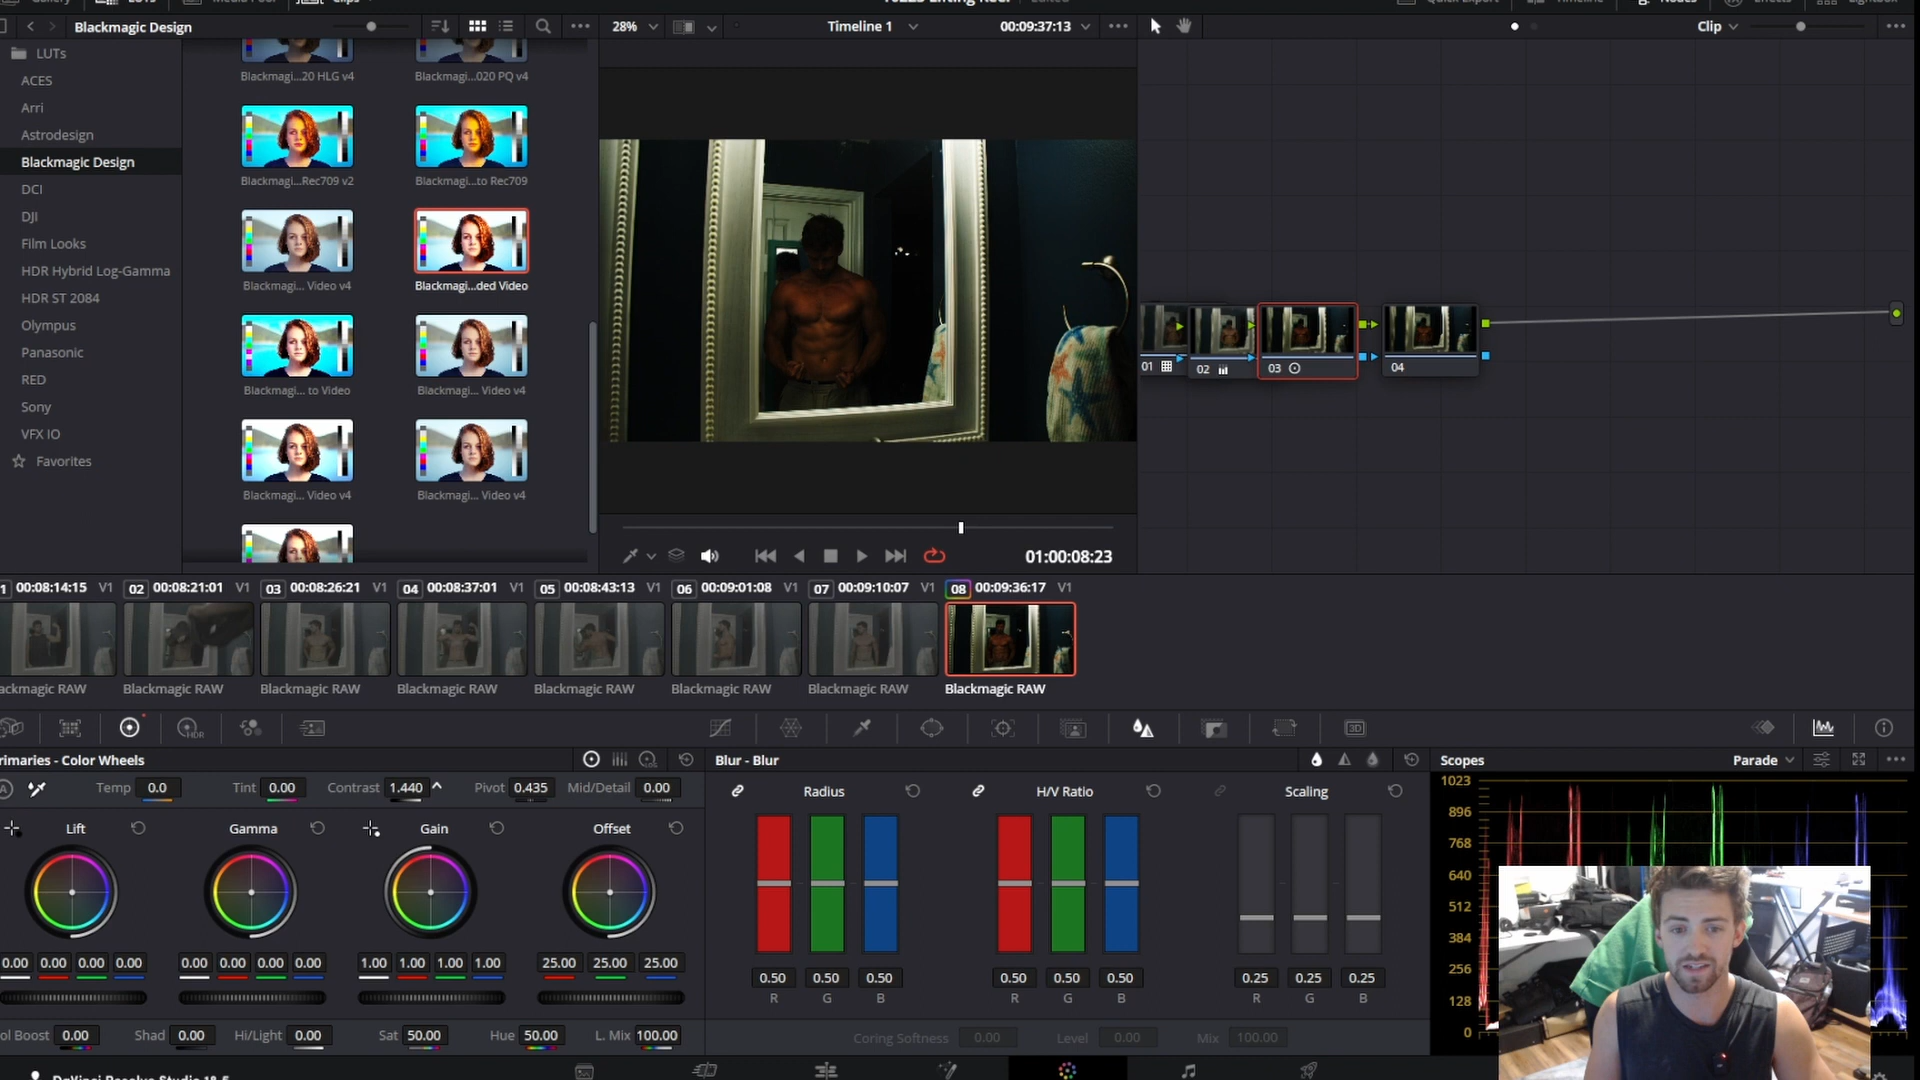 Blackmagic Design
28%
Timeline 1
00:09:37:13
Clip
LUTs
ACES
Arri
Astrodesign
Blackmagic Design
DCI
DJI
Film Looks
HDR Hybrid Log-Gamma
HDR ST 2084
Olympus
Panasonic
RED
Sony
VFX IO
Favorites
Blackmagi...20 HLG v4
Blackmagi...020 PQ v4
Blackmagi...Rec709 v2
Blackmagi...to Rec709
Blackmagi... Video v4
Blackmagi...ded Video
Blackmagi... to Video
Blackmagi... Video v4
Blackmagi... Video v4
Blackmagi... Video v4
01
02
03
04
01:00:08:23
1 00:08:14:15 V1
02 00:08:21:01 V1
03 00:08:26:21 V1
04 00:08:37:01 V1
05 00:08:43:13 V1
06 00:09:01:08 V1
07 00:09:10:07 V1
08 00:09:36:17 V1
ackmagic RAW
Blackmagic RAW
Blackmagic RAW
Blackmagic RAW
Blackmagic RAW
Blackmagic RAW
Blackmagic RAW
Blackmagic RAW
HDR
3D
rimaries - Color Wheels
Temp 0.0
Tint 0.00
Contrast 1.440
Pivot 0.435
Mid/Detail 0.00
Lift
Gamma
Gain
Offset
0.00 0.00 0.00 0.00
0.00 0.00 0.00 0.00
1.00 1.00 1.00 1.00
25.00 25.00 25.00
ol Boost 0.00
Shad 0.00
Hi/Light 0.00
Sat 50.00
Hue 50.00
L. Mix 100.00
Blur - Blur
Radius
H/V Ratio
Scaling
0.50 0.50 0.50
R G B
0.50 0.50 0.50
R G B
0.25 0.25 0.25
R G B
Coring Softness 0.00
Level 0.00
Mix 100.00
Scopes
Parade
1023
896
768
640
512
384
256
128
0